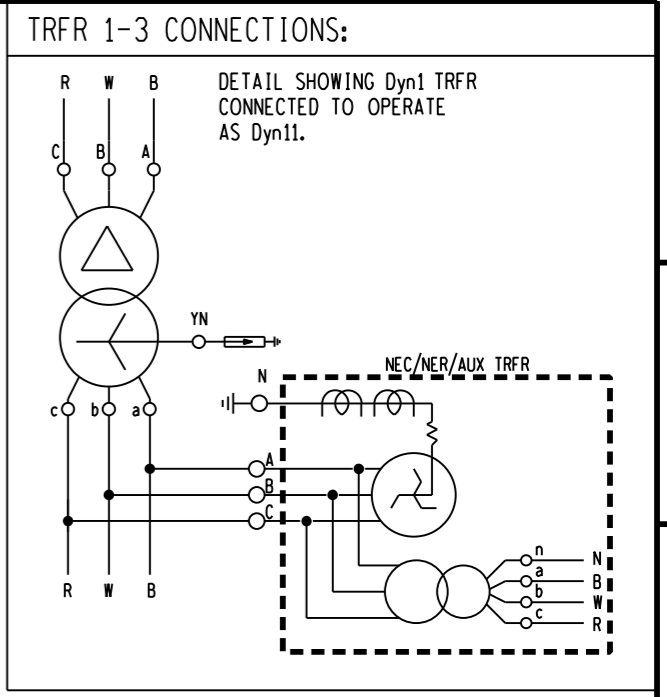 TRFR 1-3 CONNECTIONS:
R W B
DETAIL SHOWING Dyn1 TRFR
CONNECTED TO OPERATE
AS Dyn11.
C B A
YN
NEC/NER/AUX TRFR
N
c b a
A
B
C
n N
a B
b W
c R
R W B